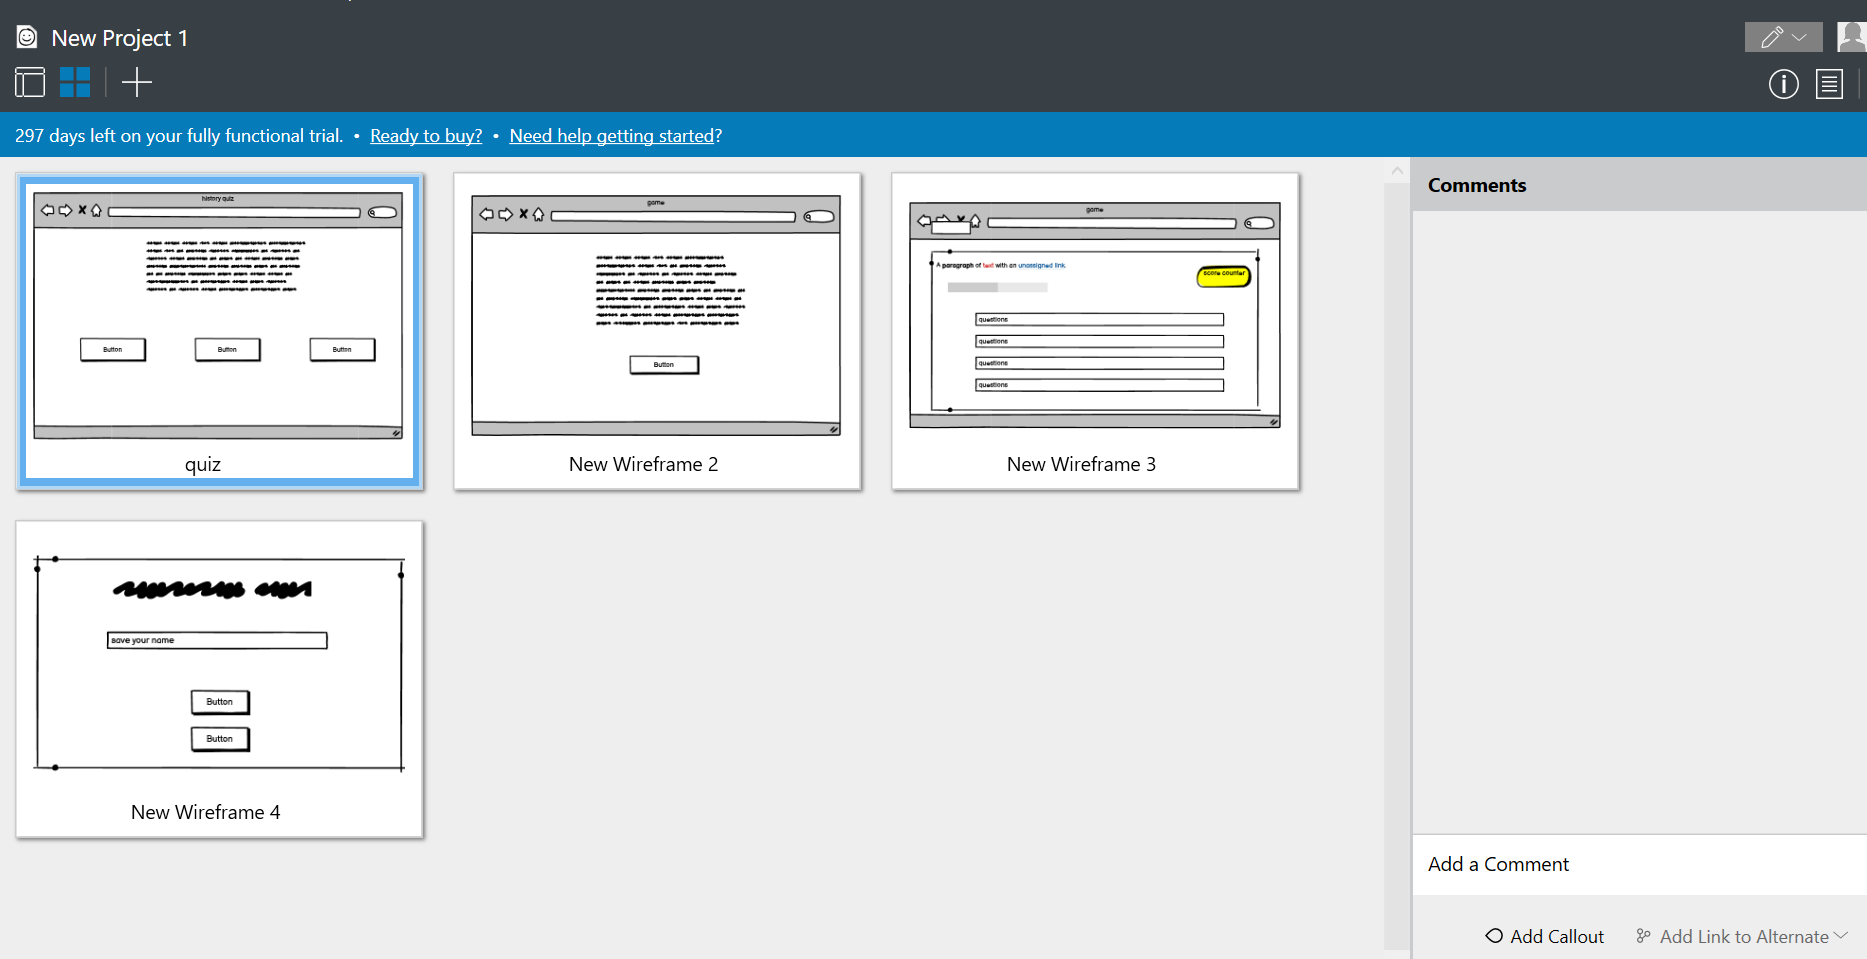 New Project 1
297 days left on your fully functional trial. • Ready to buy? • Need help getting started?
history quiz
Button Button Button
quiz
game
Button
New Wireframe 2
game
A paragraph of text with an unassigned link.
score counter
questions
questions
questions
questions
New Wireframe 3
save your name
Button
Button
New Wireframe 4
Comments
Add a Comment
Add Callout Add Link to Alternate